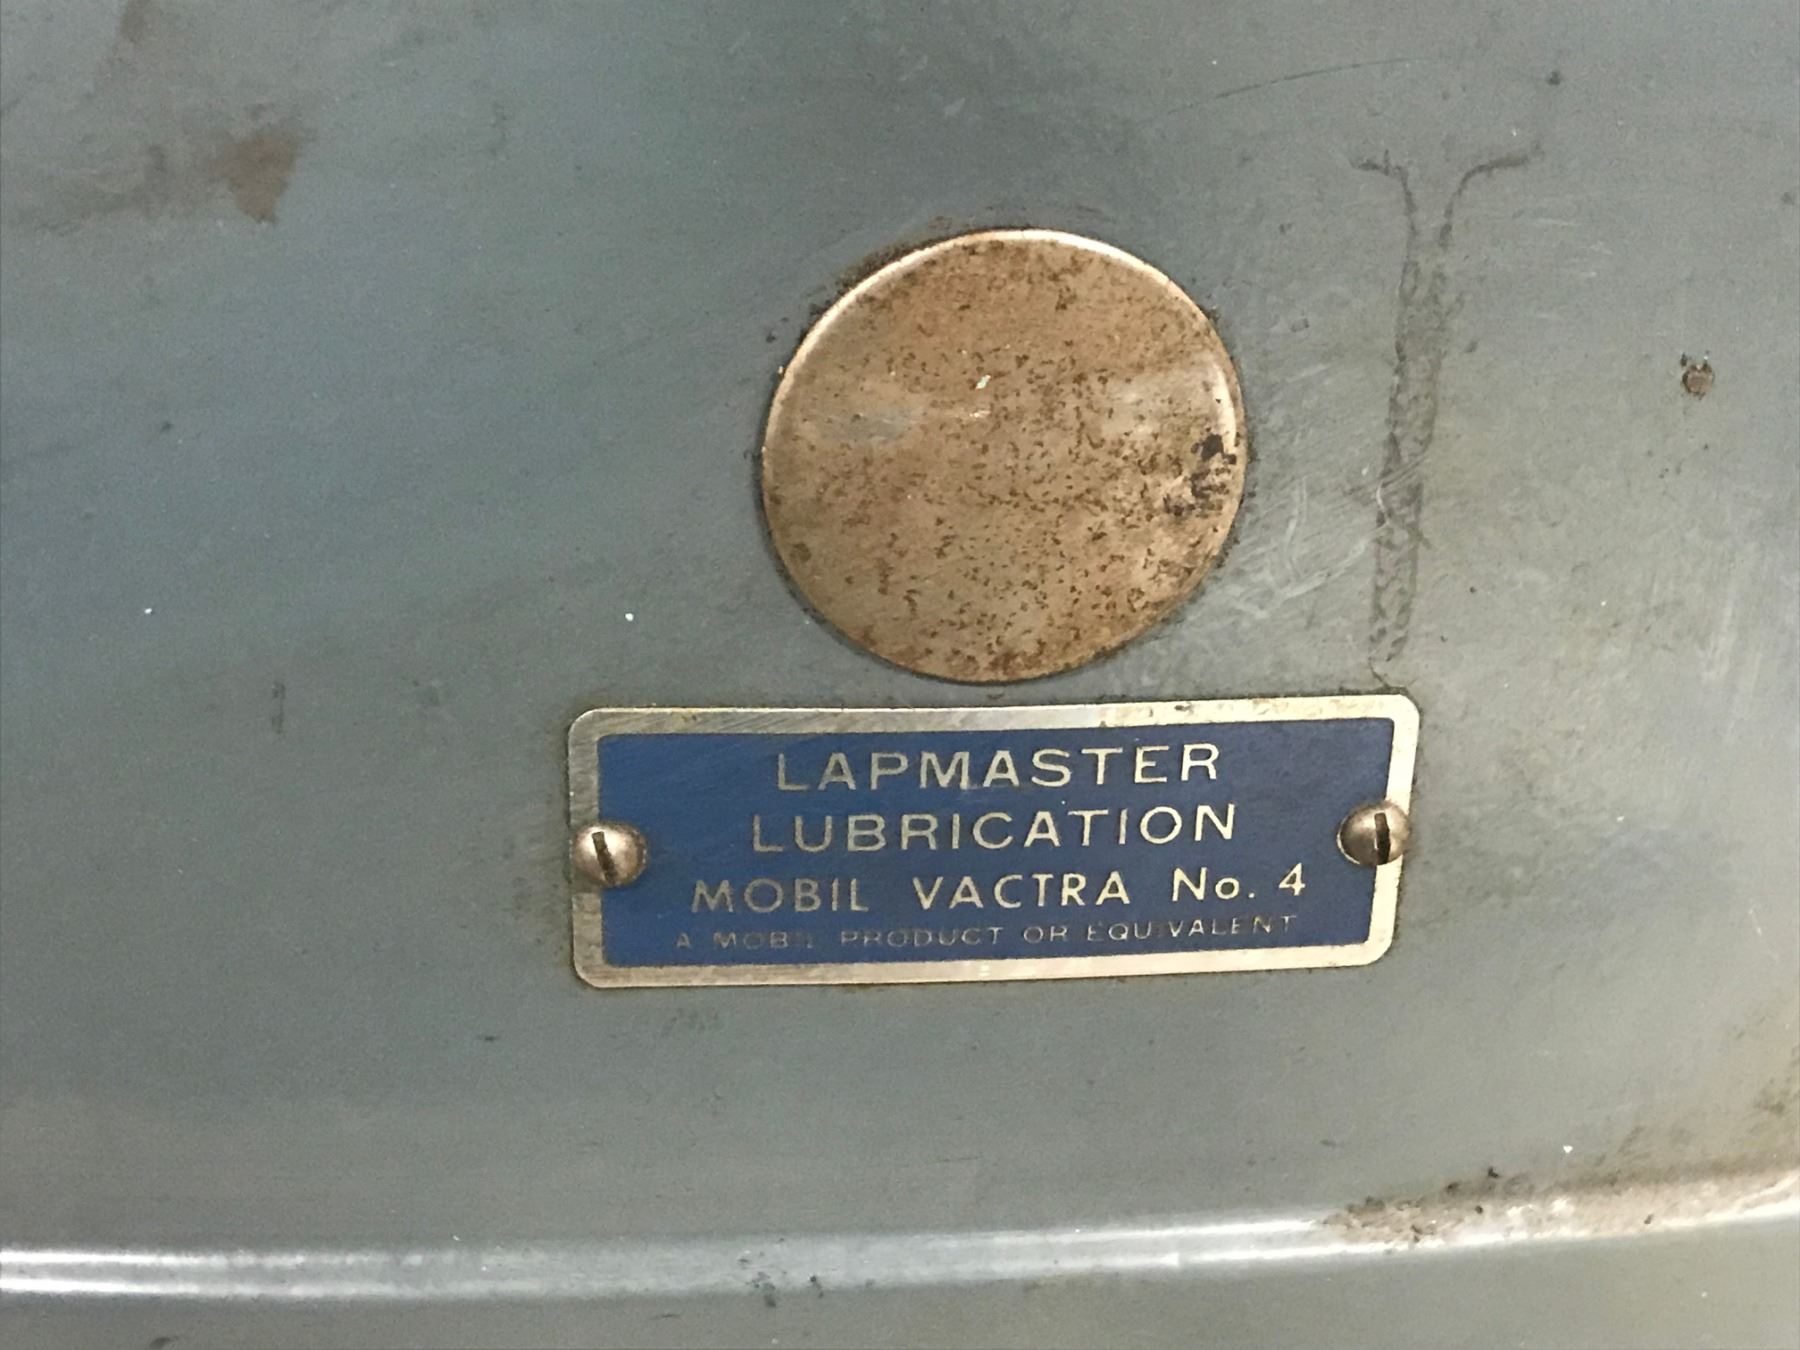 LAPMASTER
LUBRICATION
MOBIL VACTRA No. 4
A MOBIL PRODUCT OR EQUIVALENT